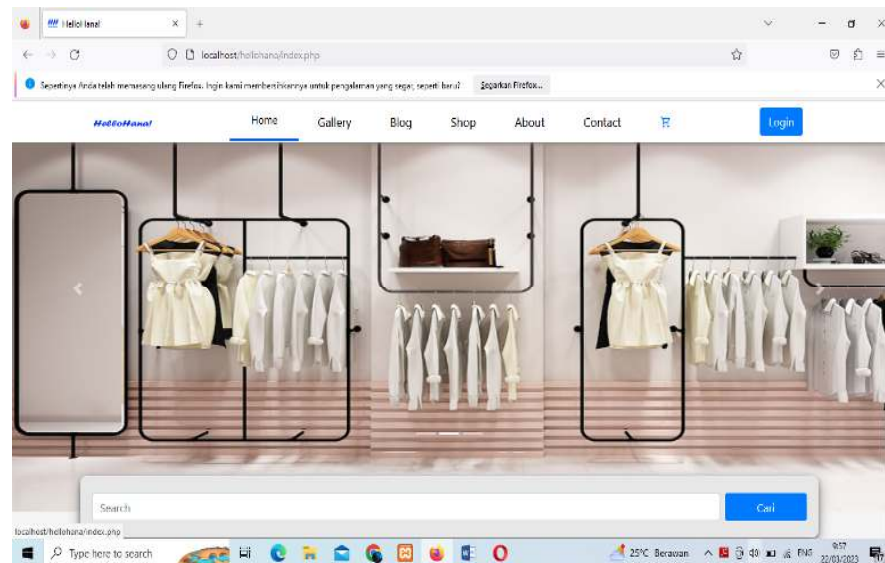 HelloHana!
localhost/hellohana/index.php
Sepertinya Anda telah memasang ulang Firefox. Ingin kami membersihkannya untuk pengalaman yang segar, seperti baru? Segarkan Firefox...
HelloHana! Home Gallery Blog Shop About Contact Login
Search Cari
localhost/hellohana/index.php
Type here to search 25°C Berawan ENG 9:57
22/03/2023